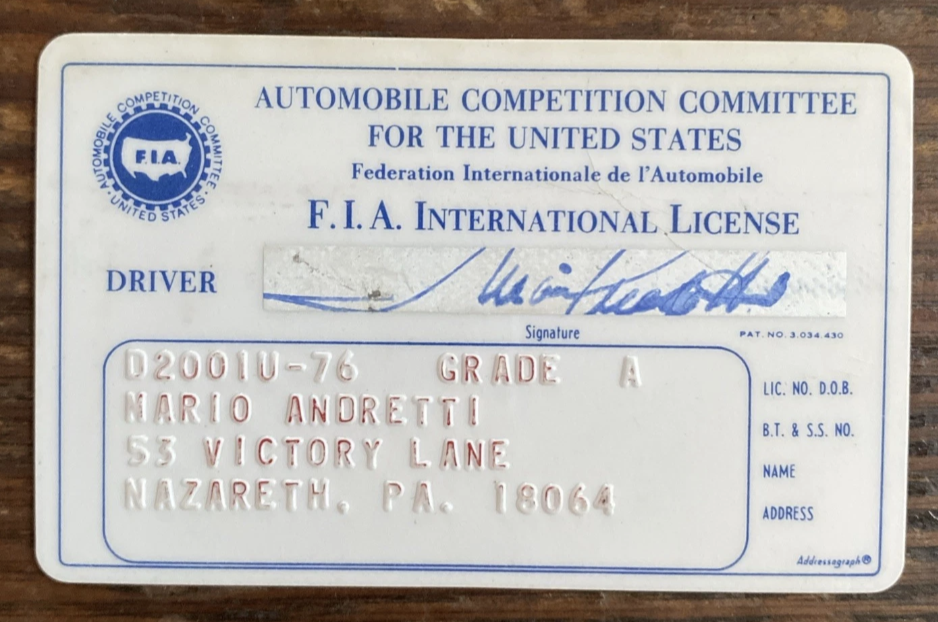 AUTOMOBILE COMPETITION COMMITTEE
FOR THE UNITED STATES
Federation Internationale de l'Automobile
F.I.A. INTERNATIONAL LICENSE
AUTOMOBILE COMPETITION COMMITTEE
UNITED STATES
F.I.A.
DRIVER
Signature
PAT. NO. 3.034.430
D2001U-76 GRADE A
MARIO ANDRETTI
53 VICTORY LANE
NAZARETH, PA. 18064
LIC. NO. D.O.B.
B.T. & S.S. NO.
NAME
ADDRESS
Addressograph®